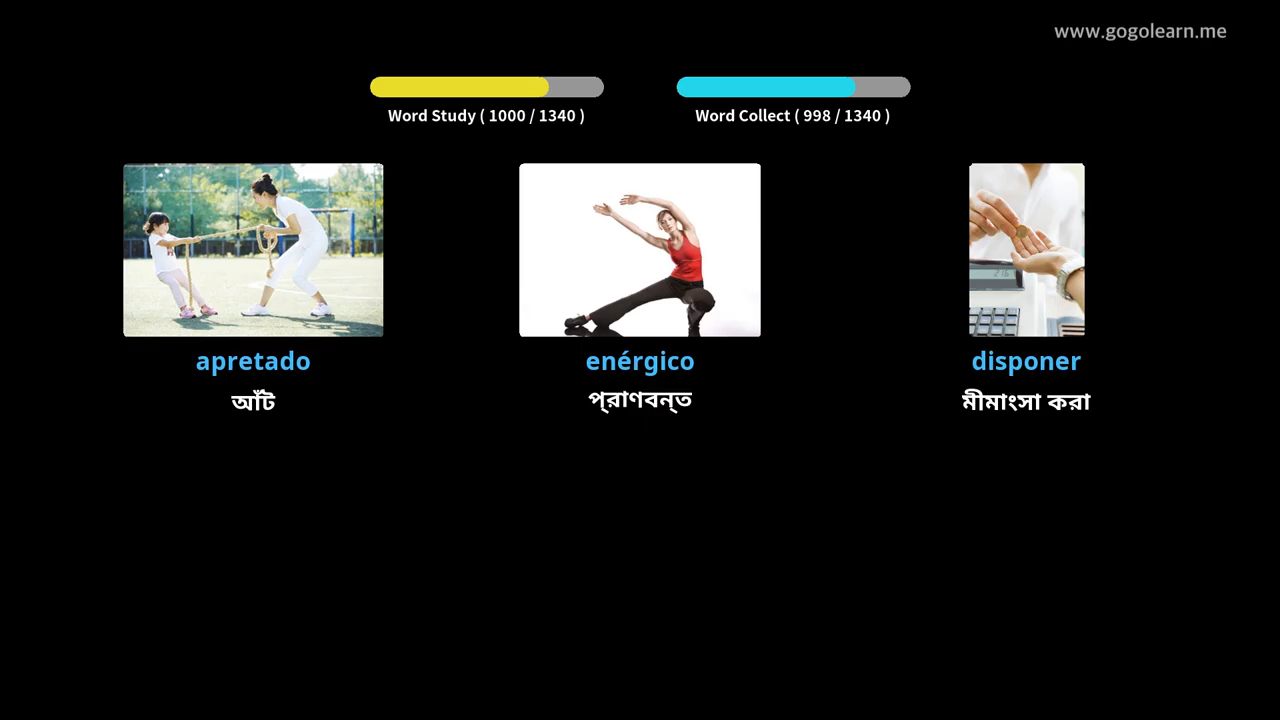 www.gogolearn.me
Word Study ( 1000 / 1340 )
Word Collect ( 998 / 1340 )
apretado
enérgico
disponer
আঁট
প্রাণবন্ত
মীমাংসা করা